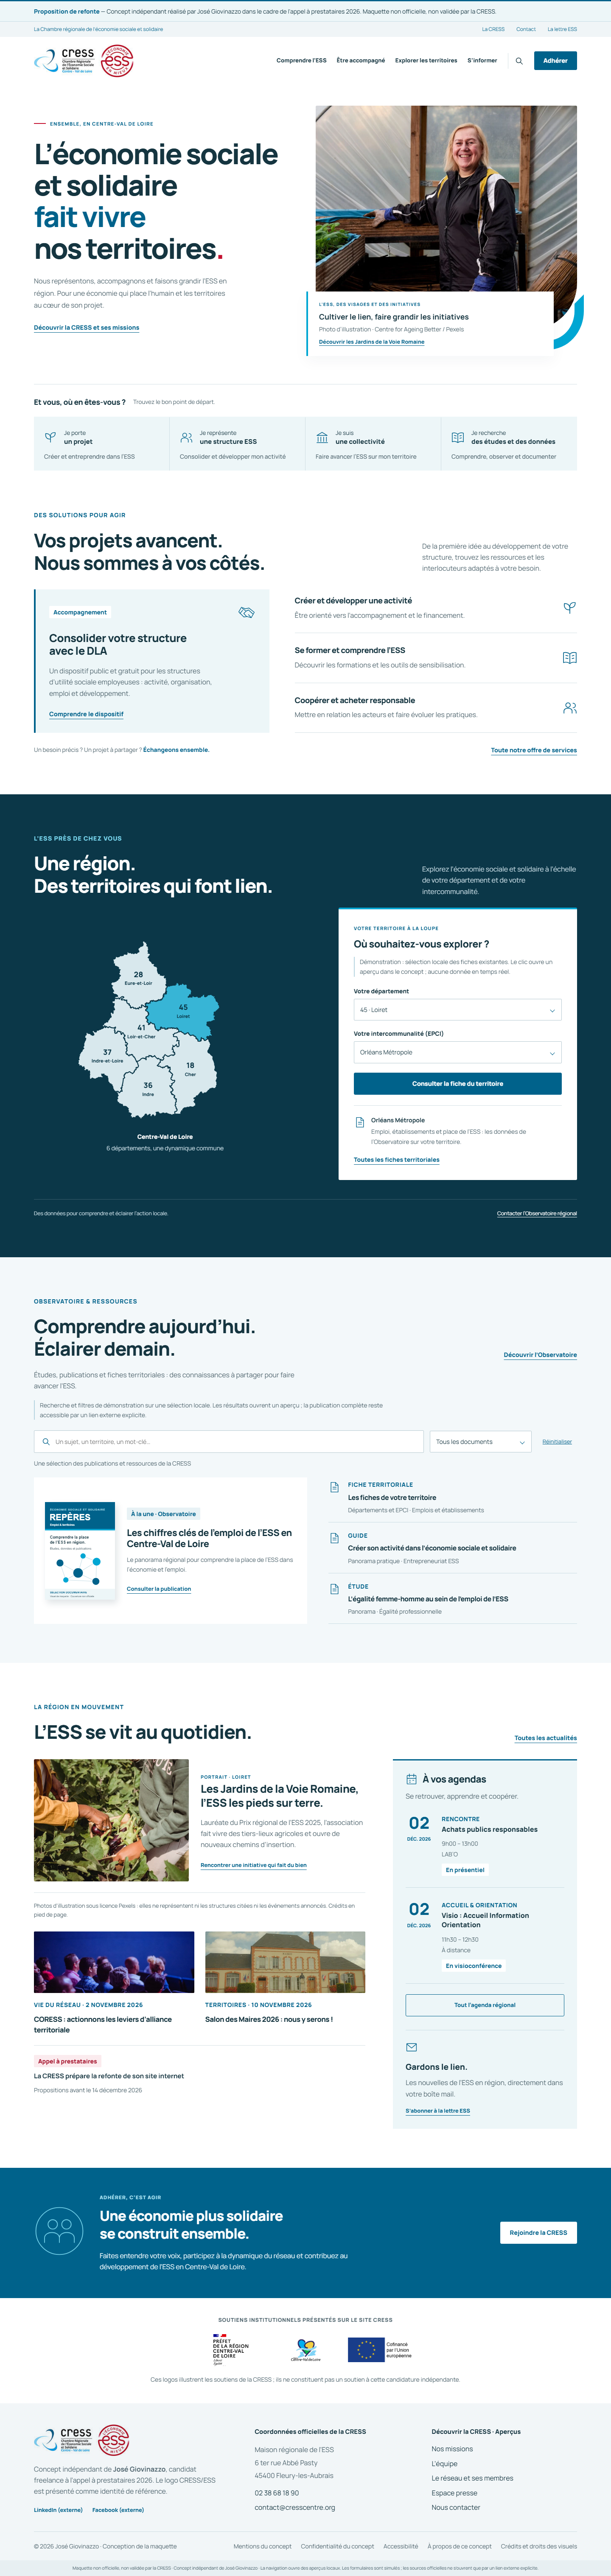 Proposition de refonte — Concept indépendant réalisé par José Giovinazzo dans le cadre de l'appel à prestataires 2026. Maquette non officielle, non validée par la CRESS.
La Chambre régionale de l'économie sociale et solidaire
La CRESS
Contact
La lettre ESS
cress
Comprendre l'ESS
Être accompagné
Explorer les territoires
S'informer
Adhérer
ENSEMBLE, EN CENTRE-VAL DE LOIRE
L'économie sociale
et solidaire
fait vivre
nos territoires.
Nous représentons, accompagnons et faisons grandir l'ESS en
région. Pour une économie qui place l'humain et les territoires
au cœur de son projet.
Découvrir la CRESS et ses missions
L'ESS, DES VISAGES ET DES INITIATIVES
Cultiver le lien, faire grandir les initiatives
Photo d'illustration · Centre for Ageing Better / Pexels
Découvrir les Jardins de la Voie Romaine
Et vous, où en êtes-vous ?
Trouvez le bon point de départ.
Je porte
un projet
Créer et entreprendre dans l'ESS
Je représente
une structure ESS
Consolider et développer mon activité
Je suis
une collectivité
Faire avancer l'ESS sur mon territoire
Je recherche
des études et des données
Comprendre, observer et documenter
DES SOLUTIONS POUR AGIR
Vos projets avancent.
Nous sommes à vos côtés.
De la première idée au développement de votre
structure, trouvez les ressources et les
interlocuteurs adaptés à votre besoin.
Accompagnement
Consolider votre structure
avec le DLA
Un dispositif public et gratuit pour les structures
d'utilité sociale employeuses : activité, organisation,
emploi et développement.
Comprendre le dispositif
Créer et développer une activité
Être orienté vers l'accompagnement et le financement.
Se former et comprendre l'ESS
Découvrir les formations et les outils de sensibilisation.
Coopérer et acheter responsable
Mettre en relation les acteurs et faire évoluer les pratiques.
Un besoin précis ? Un projet à partager ? Échangeons ensemble.
Toute notre offre de services
L'ESS PRÈS DE CHEZ VOUS
Une région.
Des territoires qui font lien.
Explorez l'économie sociale et solidaire à l'échelle
de votre département et de votre
intercommunalité.
28
Eure-et-Loir
45
Loiret
41
Loir-et-Cher
37
Indre-et-Loire
18
Cher
36
Indre
Centre-Val de Loire
6 départements, une dynamique commune
VOTRE TERRITOIRE À LA LOUPE
Où souhaitez-vous explorer ?
Démonstration : sélection locale des fiches existantes. Le clic ouvre un
aperçu dans le concept ; aucune donnée en temps réel.
Votre département
45 · Loiret
Votre intercommunalité (EPCI)
Orléans Métropole
Consulter la fiche du territoire
Orléans Métropole
Emploi, établissements et place de l'ESS : les données de
l'Observatoire sur votre territoire.
Toutes les fiches territoriales
Des données pour comprendre et éclairer l'action locale.
Contacter l'Observatoire régional
OBSERVATOIRE & RESSOURCES
Comprendre aujourd'hui.
Éclairer demain.
Découvrir l'Observatoire
Études, publications et fiches territoriales : des connaissances à partager pour faire
avancer l'ESS.
Recherche et filtres de démonstration sur une sélection locale. Les résultats ouvrent un aperçu ; la publication complète reste
accessible par un lien externe explicite.
Un sujet, un territoire, un mot-clé…
Tous les documents
Réinitialiser
Une sélection des publications et ressources de la CRESS
REPÈRES
Comprendre la place
de l'ESS en région.
À la une · Observatoire
Les chiffres clés de l'emploi de l'ESS en
Centre-Val de Loire
Le panorama régional pour comprendre la place de l'ESS dans
l'économie et l'emploi.
Consulter la publication
FICHE TERRITORIALE
Les fiches de votre territoire
Départements et EPCI · Emplois et établissements
GUIDE
Créer son activité dans l'économie sociale et solidaire
Panorama pratique · Entrepreneuriat ESS
ÉTUDE
L'égalité femme-homme au sein de l'emploi de l'ESS
Panorama · Égalité professionnelle
LA RÉGION EN MOUVEMENT
L'ESS se vit au quotidien.
Toutes les actualités
PORTRAIT · LOIRET
Les Jardins de la Voie Romaine,
l'ESS les pieds sur terre.
Lauréate du Prix régional de l'ESS 2025, l'association
fait vivre des tiers-lieux agricoles et ouvre de
nouveaux chemins d'insertion.
Rencontrer une initiative qui fait du bien
Photos d'illustration sous licence Pexels : elles ne représentent ni les structures citées ni les événements annoncés. Crédits en
pied de page.
VIE DU RÉSEAU · 2 NOVEMBRE 2026
CORESS : actionnons les leviers d'alliance
territoriale
TERRITOIRES · 10 NOVEMBRE 2026
Salon des Maires 2026 : nous y serons !
Appel à prestataires
La CRESS prépare la refonte de son site internet
Propositions avant le 14 décembre 2026
À vos agendas
Se retrouver, apprendre et coopérer.
02
DÉC. 2026
RENCONTRE
Achats publics responsables
9h00 – 13h00
LAB'O
En présentiel
02
DÉC. 2026
ACCUEIL & ORIENTATION
Visio : Accueil Information
Orientation
11h30 – 12h30
À distance
En visioconférence
Tout l'agenda régional
Gardons le lien.
Les nouvelles de l'ESS en région, directement dans
votre boîte mail.
S'abonner à la lettre ESS
ADHÉRER, C'EST AGIR
Une économie plus solidaire
se construit ensemble.
Faites entendre votre voix, participez à la dynamique du réseau et contribuez au
développement de l'ESS en Centre-Val de Loire.
Rejoindre la CRESS
SOUTIENS INSTITUTIONNELS PRÉSENTÉS SUR LE SITE CRESS
PRÉFET
DE LA RÉGION
CENTRE-VAL
DE LOIRE
Cofinancé
par l'Union
européenne
Ces logos illustrent les soutiens de la CRESS ; ils ne constituent pas un soutien à cette candidature indépendante.
cress
Concept indépendant de José Giovinazzo, candidat
freelance à l'appel à prestataires 2026. Le logo CRESS/ESS
est présenté comme identité de référence.
LinkedIn (externe)
Facebook (externe)
Coordonnées officielles de la CRESS
Maison régionale de l'ESS
6 ter rue Abbé Pasty
45400 Fleury-les-Aubrais
02 38 68 18 90
contact@cresscentre.org
Découvrir la CRESS · Aperçus
Nos missions
L'équipe
Le réseau et ses membres
Espace presse
Nous contacter
© 2026 José Giovinazzo · Conception de la maquette
Mentions du concept
Confidentialité du concept
Accessibilité
À propos de ce concept
Crédits et droits des visuels